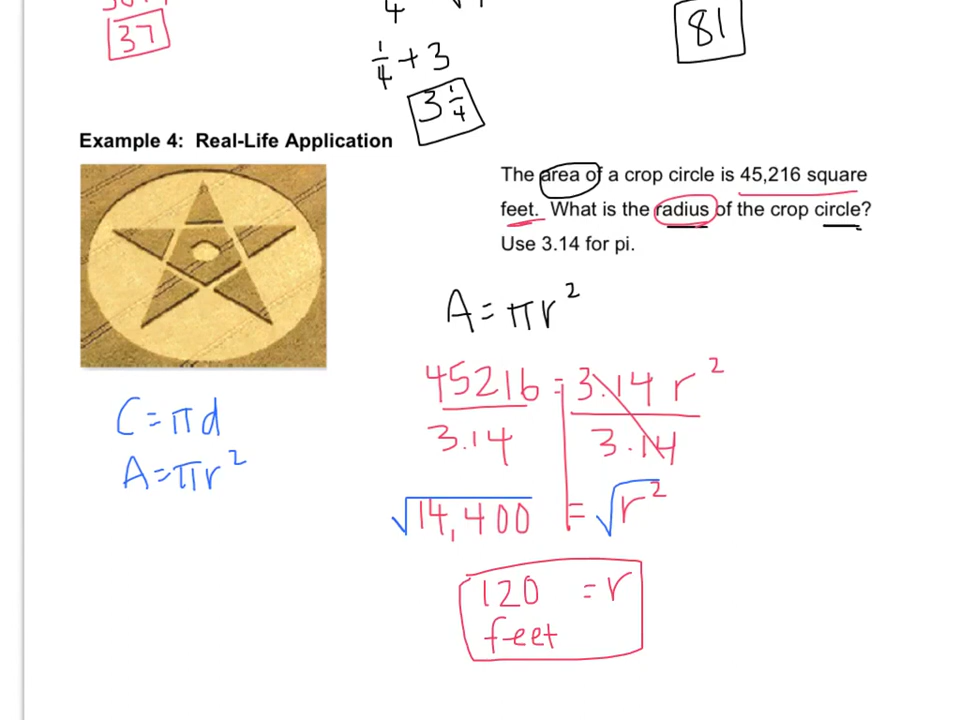 37
4
1/4 + 3
3 1/4
81
Example 4: Real-Life Application
The area of a crop circle is 45,216 square
feet. What is the radius of the crop circle?
Use 3.14 for pi.
A = πr²
45216 = 3.14 r²
3.14 3.14
√14,400 = √r²
120 = r
feet
C = πd
A = πr²